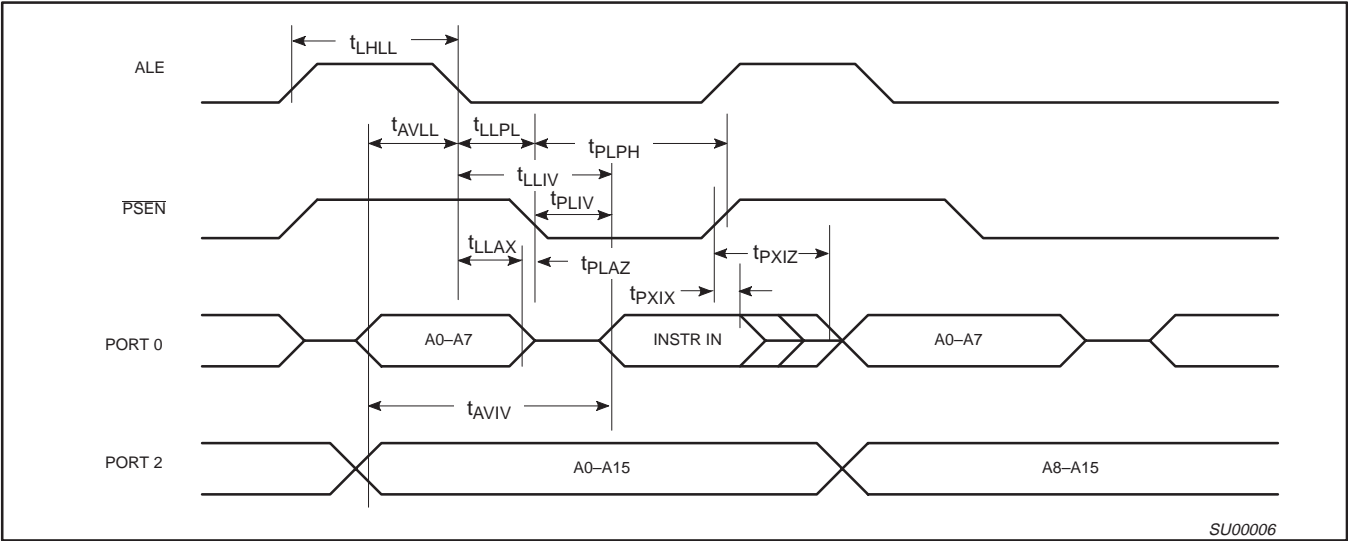 tLHLL
ALE
tAVLL
tLLPL
tPLPH
tLLIV
PSEN
tPLIV
tLLAX
tPLAZ
tPXIZ
tPXIX
PORT 0
A0–A7
INSTR IN
A0–A7
tAVIV
PORT 2
A0–A15
A8–A15
SU00006